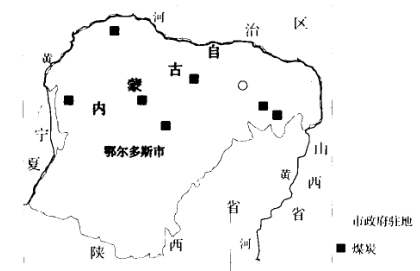 河
治 区
黄
自
古
蒙
内
宁
夏
鄂尔多斯市
山
西
省
黄
河
省
西
陕
市政府驻地
煤炭